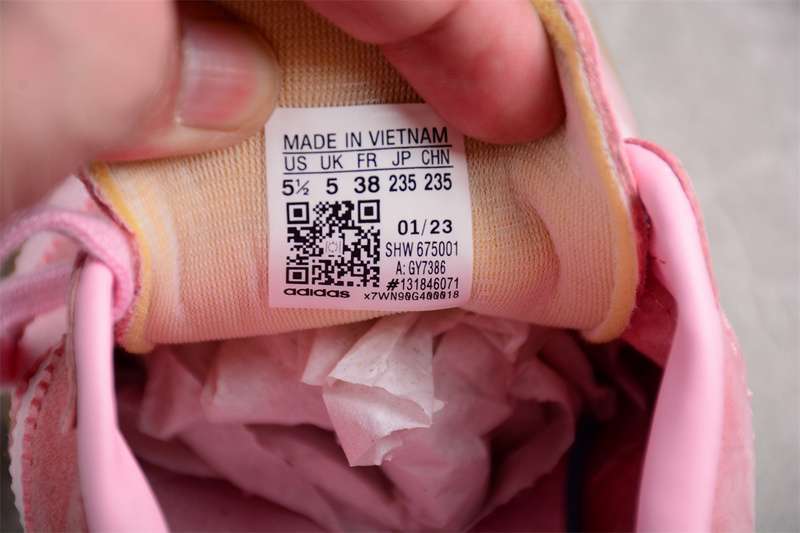 MADE IN VIETNAM
US UK FR JP CHN
5½ 5 38 235 235
01/23
SHW 675001
A: GY7386
#131846071
adidas x7WN90G400018